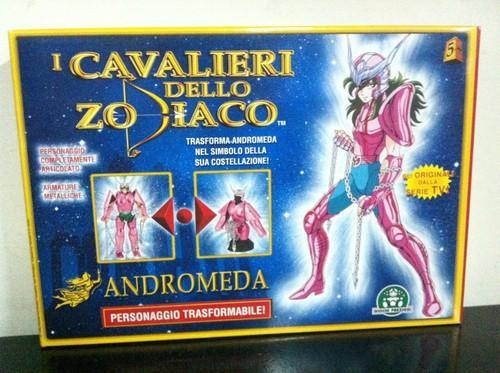 I CAVALIERI
DELLO
ZODIACO™
5
TRASFORMA ANDROMEDA
NEL SIMBOLO DELLA
SUA COSTELLAZIONE!
PERSONAGGIO
COMPLETAMENTE
ARTICOLATO
ARMATURE
METALLICHE
ORIGINALE
DALLA
SERIE TV
ANDROMEDA
PERSONAGGIO TRASFORMABILE!
GIOCHI PREZIOSI